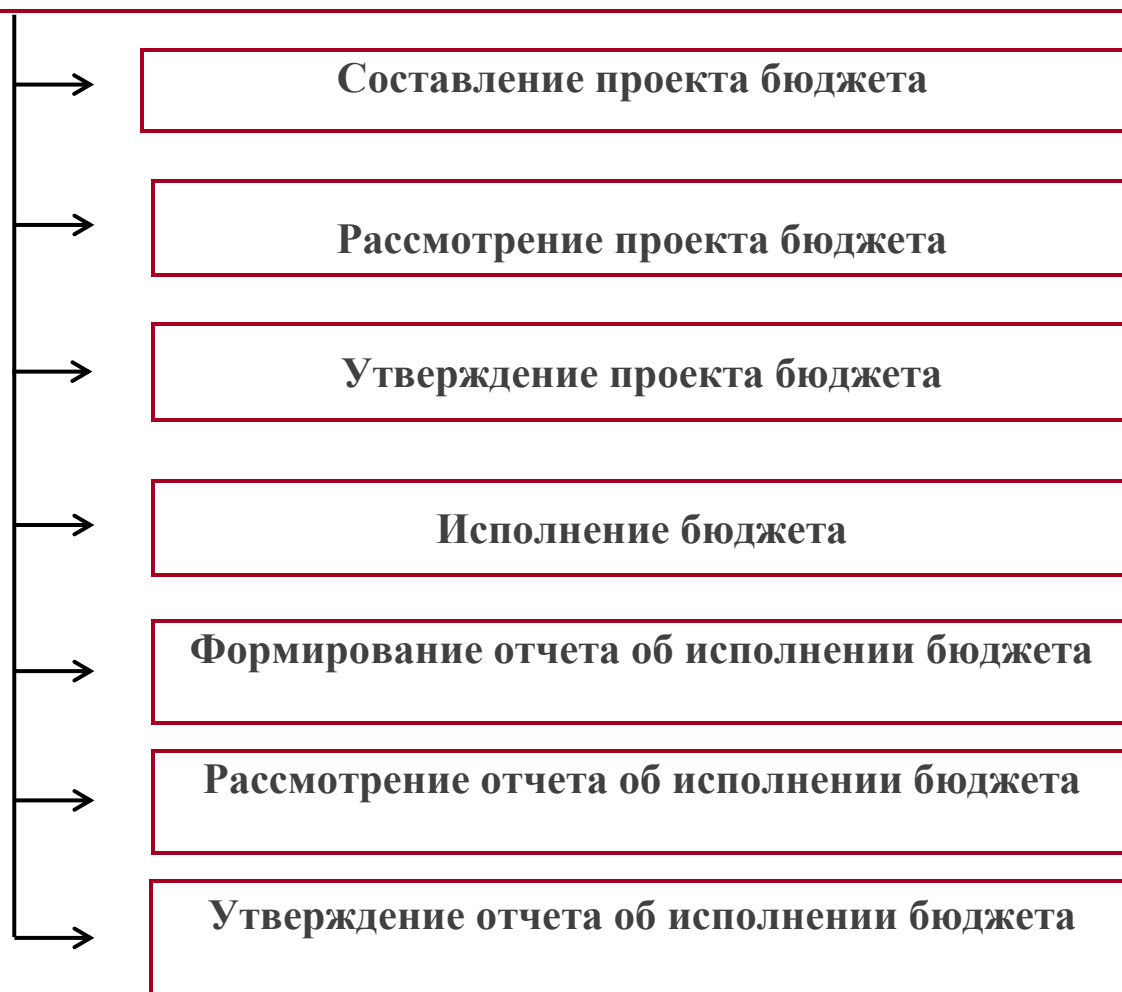 Составление проекта бюджета
Рассмотрение проекта бюджета
Утверждение проекта бюджета
Исполнение бюджета
Формирование отчета об исполнении бюджета
Рассмотрение отчета об исполнении бюджета
Утверждение отчета об исполнении бюджета